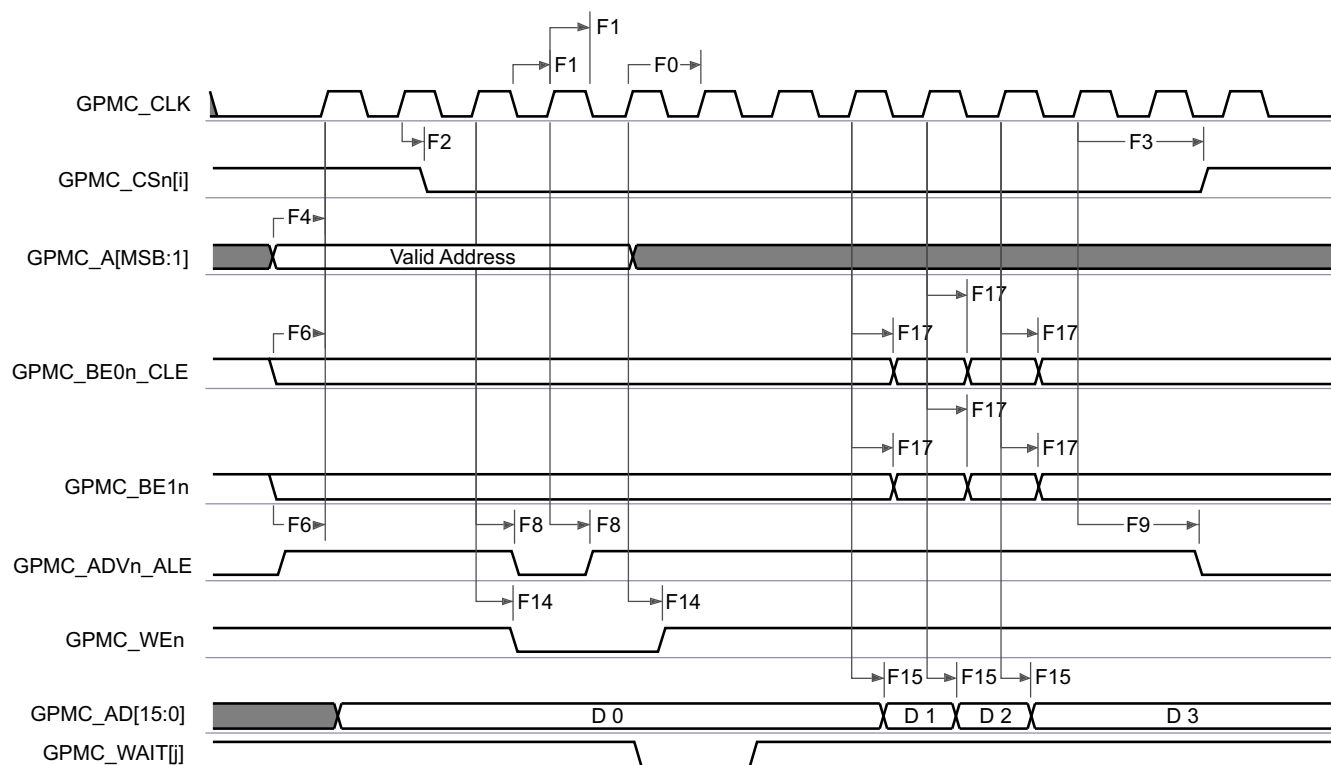 F1
F1 F0
GPMC_CLK
F2 F3
GPMC_CSn[i]
F4
GPMC_A[MSB:1] Valid Address
F17
F6 F17 F17
GPMC_BE0n_CLE
F17
F17 F17
GPMC_BE1n
F6 F8 F8 F9
GPMC_ADVn_ALE
F14 F14
GPMC_WEn
F15 F15 F15
GPMC_AD[15:0] D 0 D 1 D 2 D 3
GPMC_WAIT[j]